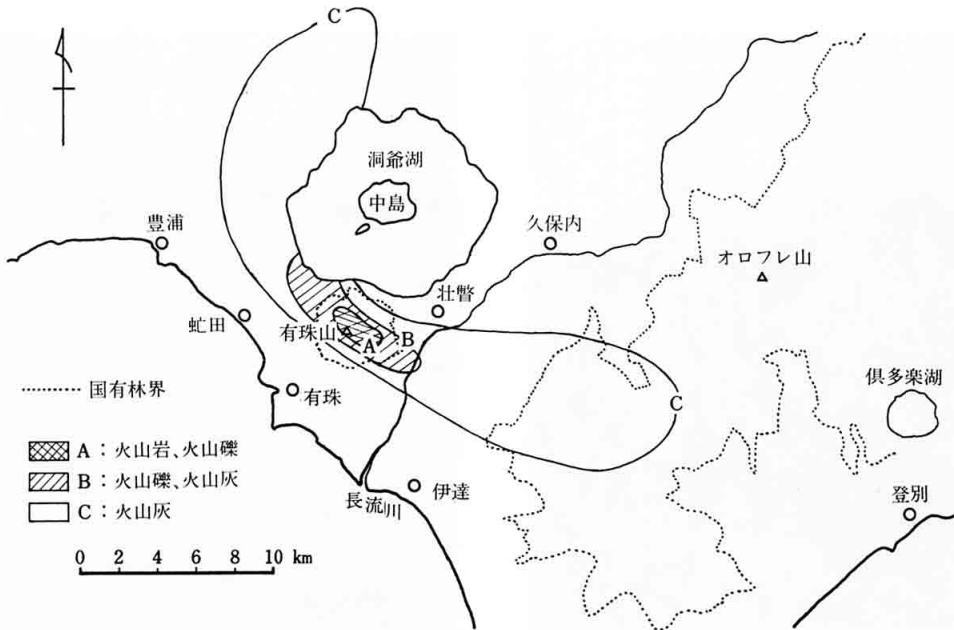 C
洞爺湖
中島
豊浦
久保内
オロフレ山
壮瞥
虻田
有珠山
A
B
C
倶多楽湖
国有林界
有珠
A：火山岩、火山礫
B：火山礫、火山灰
C：火山灰
長流川
伊達
登別
0 2 4 6 8 10 km